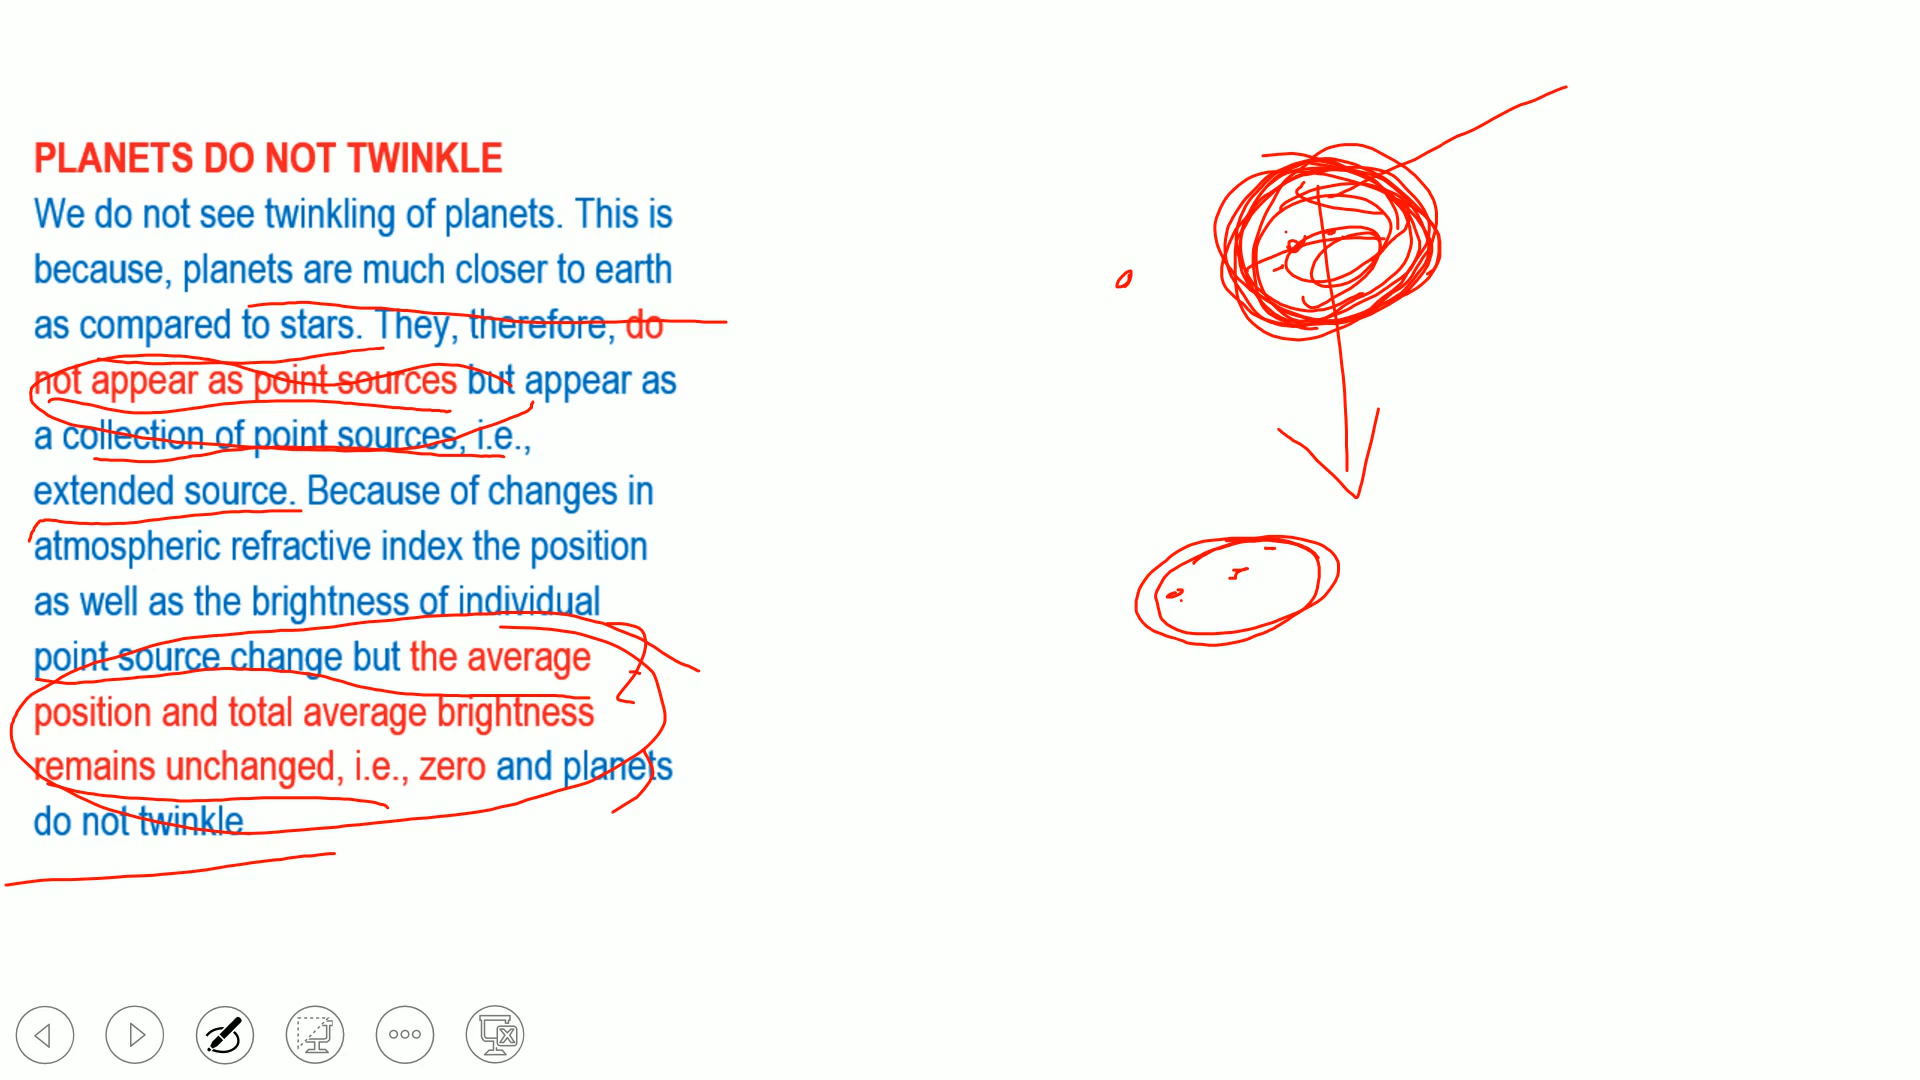 PLANETS DO NOT TWINKLE
We do not see twinkling of planets. This is
because, planets are much closer to earth
as compared to stars. They, therefore, do
not appear as point sources but appear as
a collection of point sources, i.e.,
extended source. Because of changes in
atmospheric refractive index the position
as well as the brightness of individual
point source change but the average
position and total average brightness
remains unchanged, i.e., zero and planets
do not twinkle